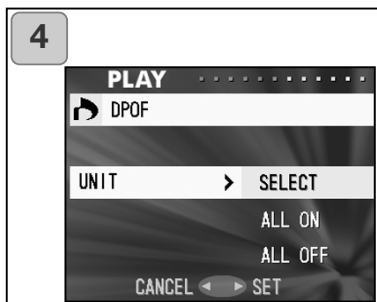 4
PLAY
DPOF
UNIT > SELECT
ALL ON
ALL OFF
CANCEL ◄ ► SET